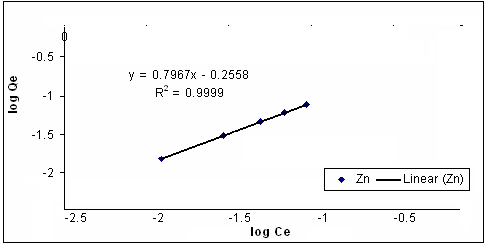 0
-0.5
y = 0.7967x - 0.2558
R² = 0.9999
-1
-1.5
-2
log Qe
Zn
Linear (Zn)
-2.5
-2
-1.5
-1
-0.5
log Ce